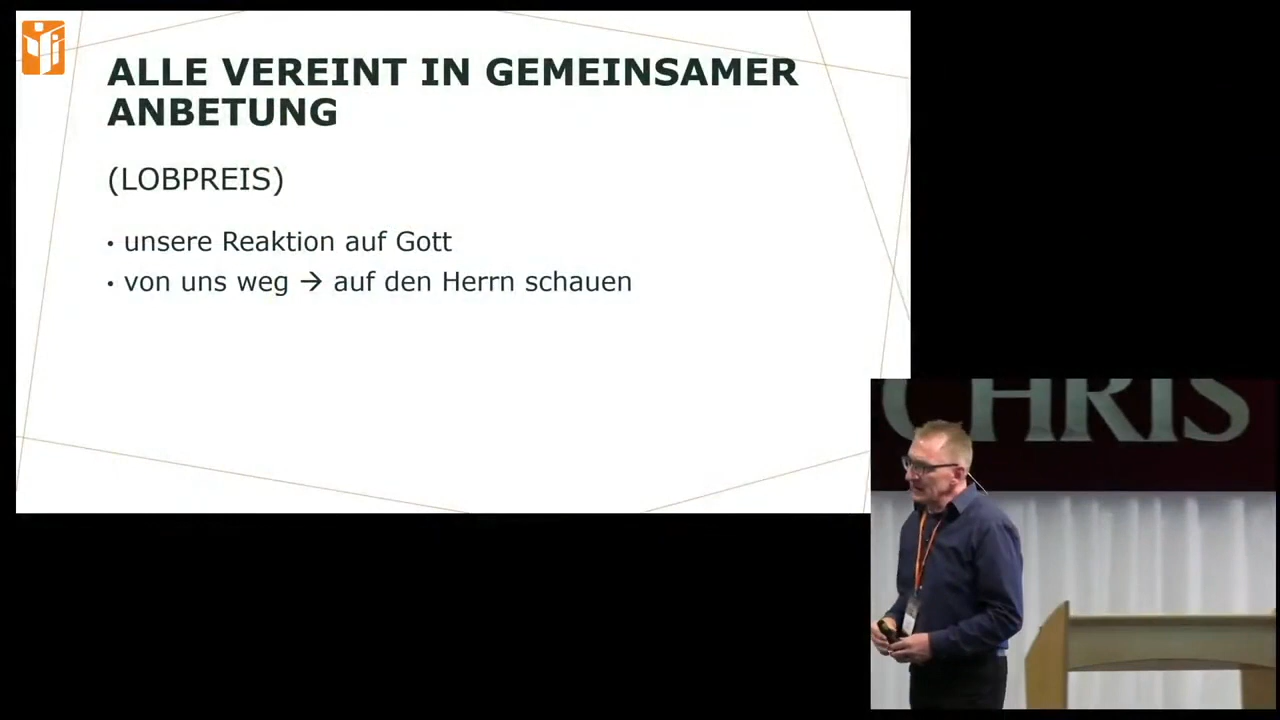 ALLE VEREINT IN GEMEINSAMER
ANBETUNG
(LOBPREIS)
• unsere Reaktion auf Gott
• von uns weg → auf den Herrn schauen
CHRIS